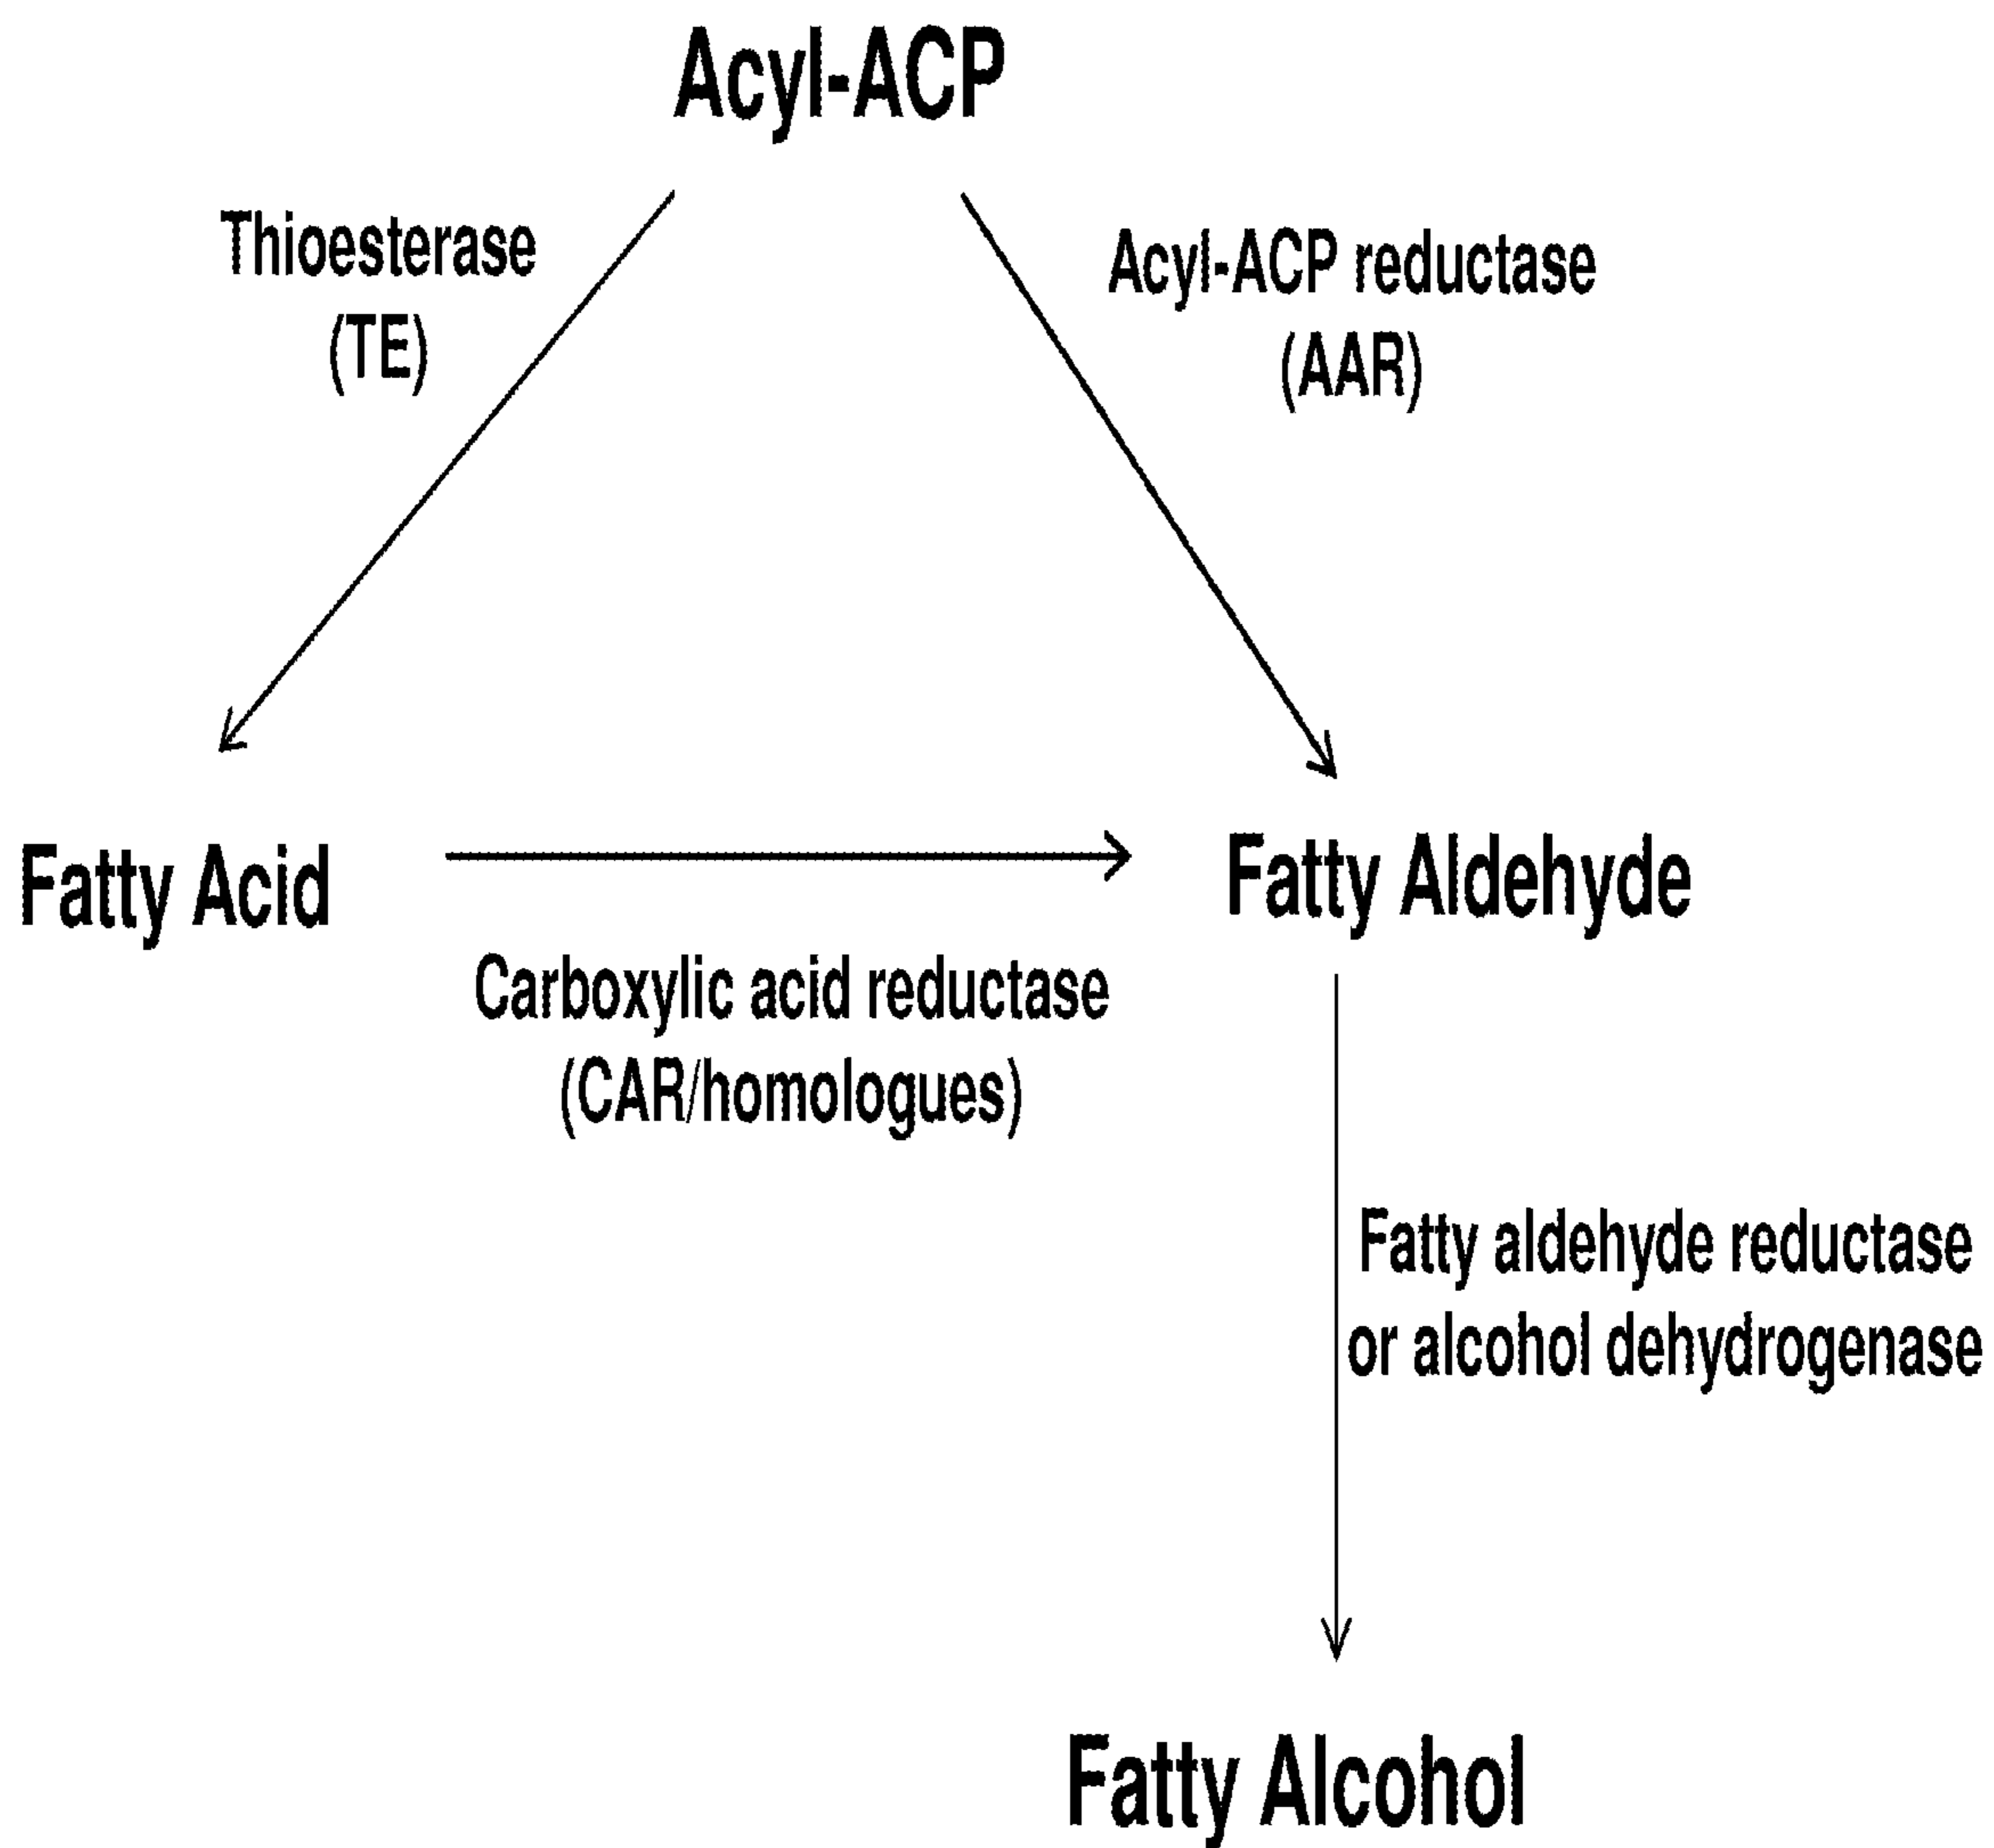 Acyl-ACP
Thioesterase
(TE)
Acyl-ACP reductase
(AAR)
Fatty Acid
Fatty Aldehyde
Carboxylic acid reductase
(CAR/homologues)
Fatty aldehyde reductase
or alcohol dehydrogenase
Fatty Alcohol